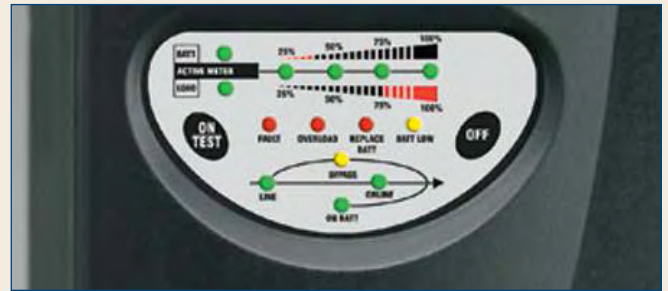 BATT
25% 50% 75% 100%
ACTIVE METER
LOAD
25% 50% 75% 100%
ON TEST
FAULT OVERLOAD REPLACE BATT BATT LOW
OFF
BYPASS
LINE ONLINE
ON BATT